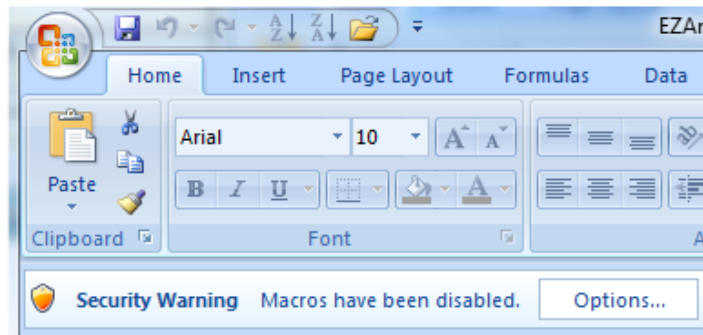 EZAr
Home Insert Page Layout Formulas Data
Arial 10 A A
Paste B I U A
Clipboard Font A
Security Warning Macros have been disabled. Options...